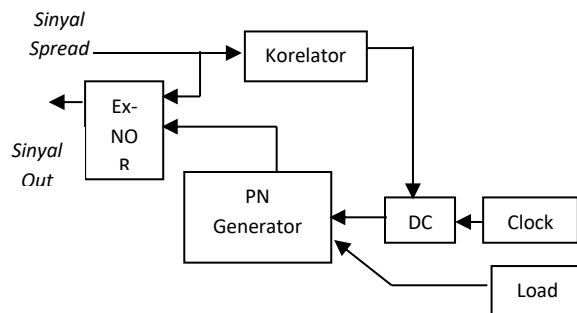 Sinyal
Spread
Korelator
Ex-
NO
R
Sinyal
Out
PN
Generator
DC
Clock
Load